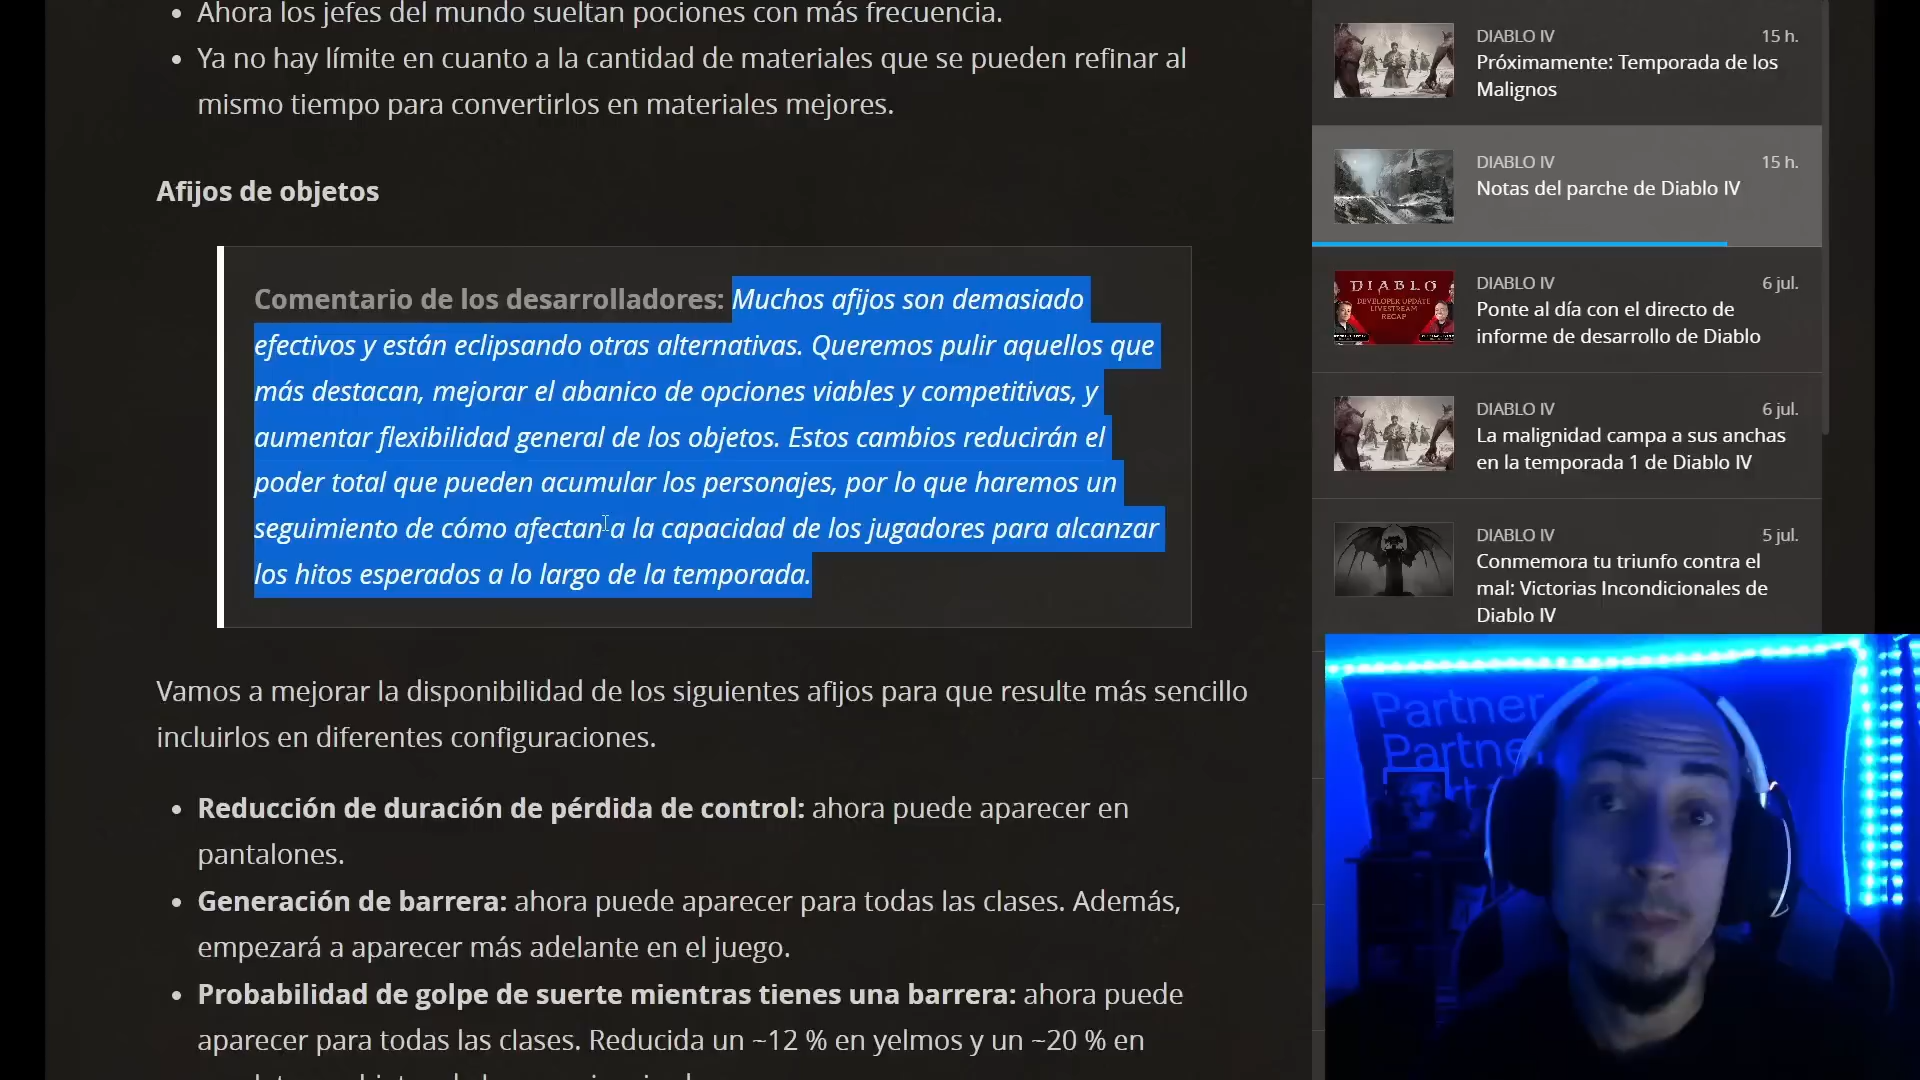 Ahora los jefes del mundo sueltan pociones con más frecuencia.
Ya no hay límite en cuanto a la cantidad de materiales que se pueden refinar al
mismo tiempo para convertirlos en materiales mejores.
Afijos de objetos
Comentario de los desarrolladores: Muchos afijos son demasiado
efectivos y están eclipsando otras alternativas. Queremos pulir aquellos que
más destacan, mejorar el abanico de opciones viables y competitivas, y
aumentar flexibilidad general de los objetos. Estos cambios reducirán el
poder total que pueden acumular los personajes, por lo que haremos un
seguimiento de cómo afectan a la capacidad de los jugadores para alcanzar
los hitos esperados a lo largo de la temporada.
Vamos a mejorar la disponibilidad de los siguientes afijos para que resulte más sencillo
incluirlos en diferentes configuraciones.
Reducción de duración de pérdida de control: ahora puede aparecer en
pantalones.
Generación de barrera: ahora puede aparecer para todas las clases. Además,
empezará a aparecer más adelante en el juego.
Probabilidad de golpe de suerte mientras tienes una barrera: ahora puede
aparecer para todas las clases. Reducida un ~12 % en yelmos y un ~20 % en
DIABLO IV 15 h.
Próximamente: Temporada de los
Malignos
DIABLO IV 15 h.
Notas del parche de Diablo IV
DIABLO
DEVELOPER UPDATE
LIVESTREAM
RECAP
DIABLO IV 6 jul.
Ponte al día con el directo de
informe de desarrollo de Diablo
DIABLO IV 6 jul.
La malignidad campa a sus anchas
en la temporada 1 de Diablo IV
DIABLO IV 5 jul.
Conmemora tu triunfo contra el
mal: Victorias Incondicionales de
Diablo IV
Partner
Partner